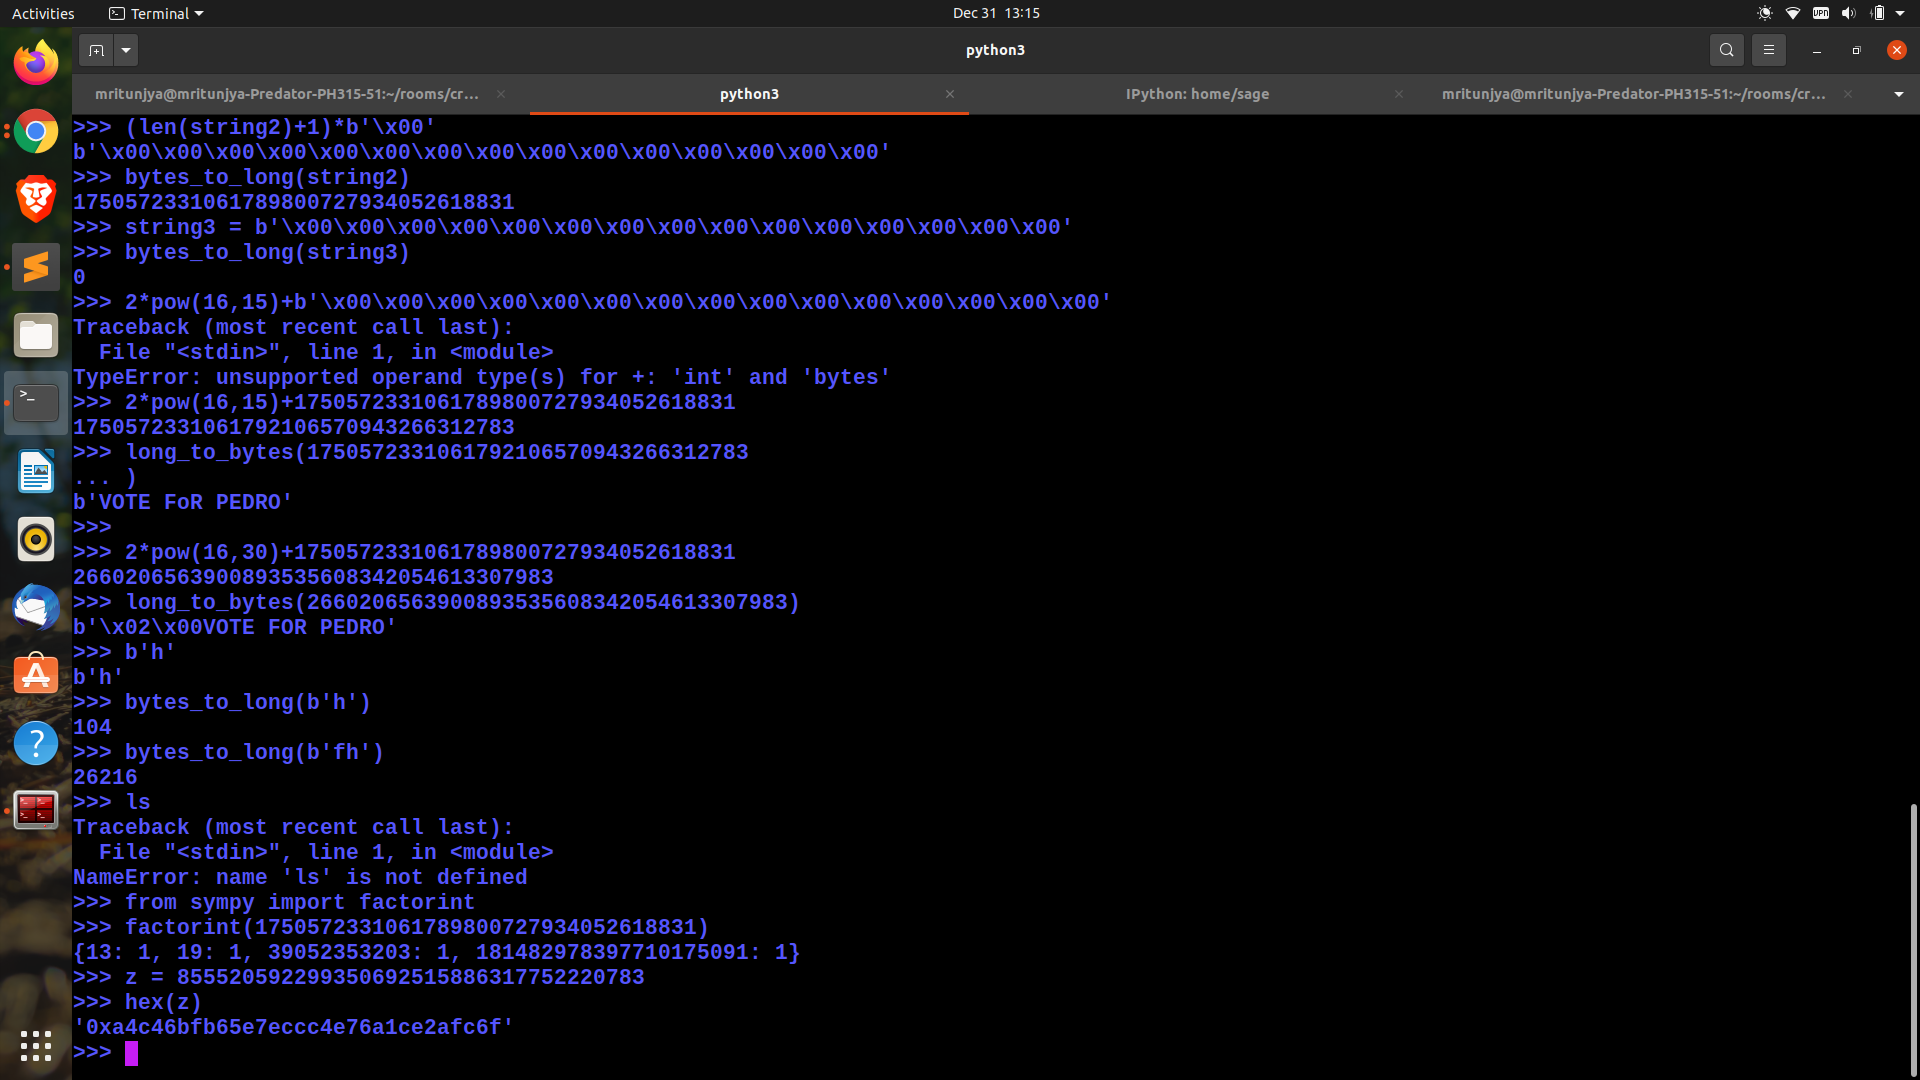 Activities
Terminal
Dec 31 13:15
VPN
python3
mritunjya@mritunjya-Predator-PH315-51:~/rooms/cr...
python3
IPython: home/sage
mritunjya@mritunjya-Predator-PH315-51:~/rooms/cr...
>>> (len(string2)+1)*b'\x00'
b'\x00\x00\x00\x00\x00\x00\x00\x00\x00\x00\x00\x00\x00\x00\x00'
>>> bytes_to_long(string2)
1750572331061789800727934052618831
>>> string3 = b'\x00\x00\x00\x00\x00\x00\x00\x00\x00\x00\x00\x00\x00\x00\x00'
>>> bytes_to_long(string3)
0
>>> 2*pow(16,15)+b'\x00\x00\x00\x00\x00\x00\x00\x00\x00\x00\x00\x00\x00\x00\x00'
Traceback (most recent call last):
  File "<stdin>", line 1, in <module>
TypeError: unsupported operand type(s) for +: 'int' and 'bytes'
>>> 2*pow(16,15)+1750572331061789800727934052618831
1750572331061792106570943266312783
>>> long_to_bytes(1750572331061792106570943266312783
... )
b'VOTE FoR PEDRO'
>>>
>>> 2*pow(16,30)+1750572331061789800727934052618831
2660206563900893535608342054613307983
>>> long_to_bytes(2660206563900893535608342054613307983)
b'\x02\x00VOTE FOR PEDRO'
>>> b'h'
b'h'
>>> bytes_to_long(b'h')
104
>>> bytes_to_long(b'fh')
26216
>>> ls
Traceback (most recent call last):
  File "<stdin>", line 1, in <module>
NameError: name 'ls' is not defined
>>> from sympy import factorint
>>> factorint(1750572331061789800727934052618831)
{13: 1, 19: 1, 39052353203: 1, 181482978397710175091: 1}
>>> z = 855520592299350692515886317752220783
>>> hex(z)
'0xa4c46bfb65e7eccc4e76a1ce2afc6f'
>>>